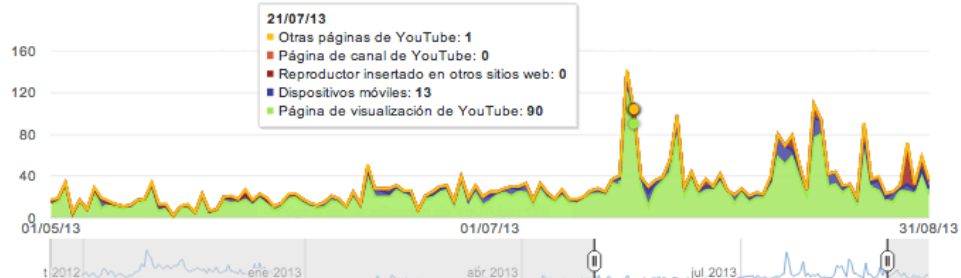 21/07/13
Otras páginas de YouTube: 1
Página de canal de YouTube: 0
Reproductor insertado en otros sitios web: 0
Dispositivos móviles: 13
Página de visualización de YouTube: 90
160
120
80
40
0
01/05/13 01/07/13 31/08/13
t 2012 ene 2013 abr 2013 jul 2013